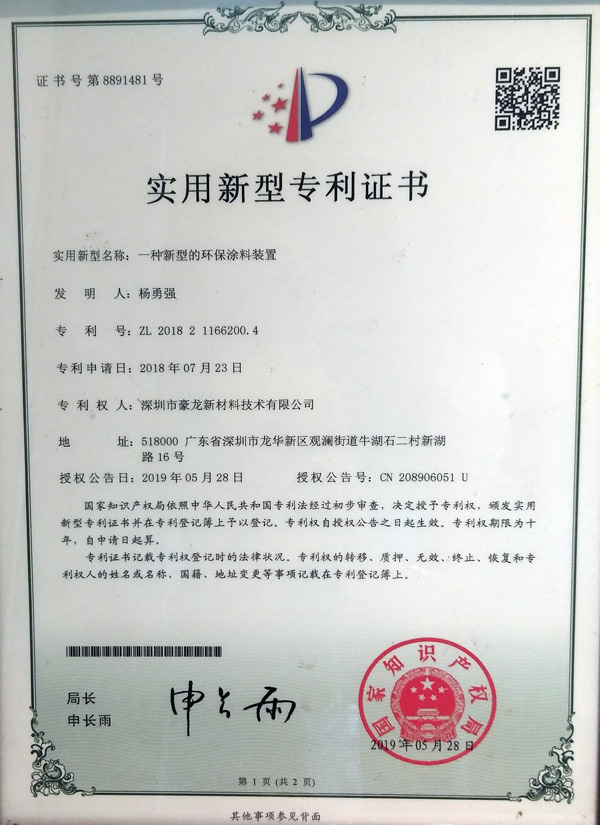 证书号第8891481号
实用新型专利证书
实用新型名称：一种新型的环保涂料装置
发明人：杨勇强
专利号：ZL 2018 2 1166200.4
专利申请日：2018年07月23日
专利权人：深圳市豪龙新材料技术有限公司
地址：518000 广东省深圳市龙华新区观澜街道牛湖石二村新湖
路16号
授权公告日：2019年05月28日 授权公告号：CN 208906051 U
国家知识产权局依照中华人民共和国专利法经过初步审查，决定授予专利权，颁发实用
新型专利证书并在专利登记簿上予以登记。专利权自授权公告之日起生效。专利权期限为十
年，自申请日起算。
专利证书记载专利权登记时的法律状况。专利权的转移、质押、无效、终止、恢复和专
利权人的姓名或名称、国籍、地址变更等事项记载在专利登记簿上。
局长
申长雨
申长雨
国家知识产权局
2019年05月28日
第1页(共2页)
其他事项参见背面